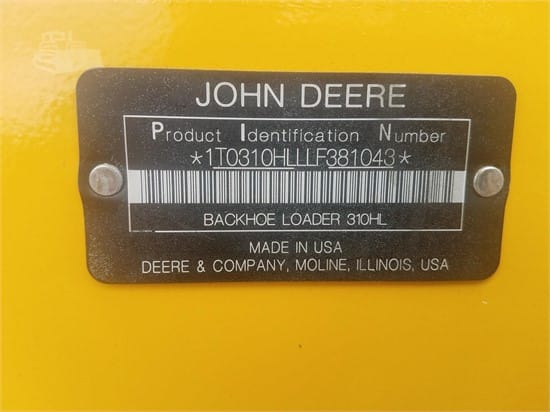 JOHN DEERE
Product Identification Number
*1T0310HLLLF381043*
BACKHOE LOADER 310HL
MADE IN USA
DEERE & COMPANY, MOLINE, ILLINOIS, USA